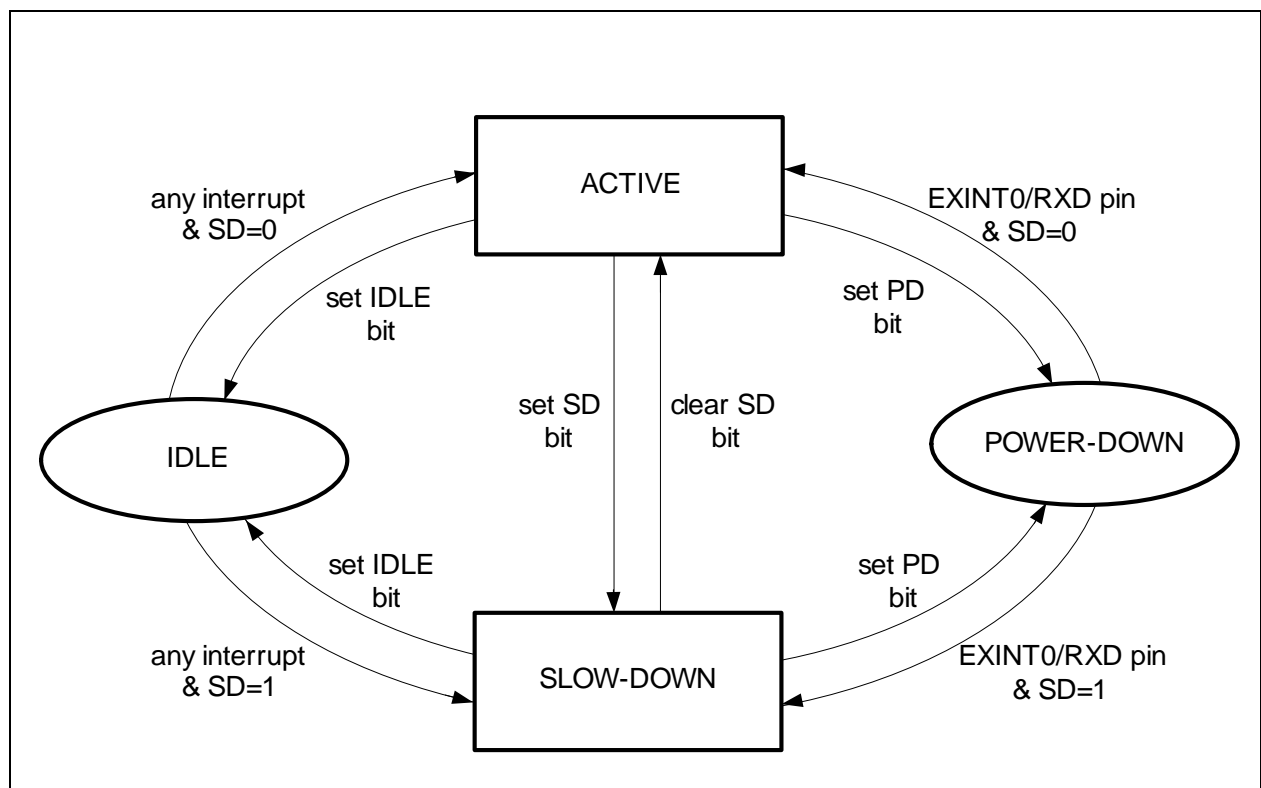 ACTIVE
any interrupt
& SD=0
EXINT0/RXD pin
& SD=0
set IDLE
bit
set PD
bit
set SD
bit
clear SD
bit
IDLE
POWER-DOWN
set IDLE
bit
set PD
bit
any interrupt
& SD=1
SLOW-DOWN
EXINT0/RXD pin
& SD=1